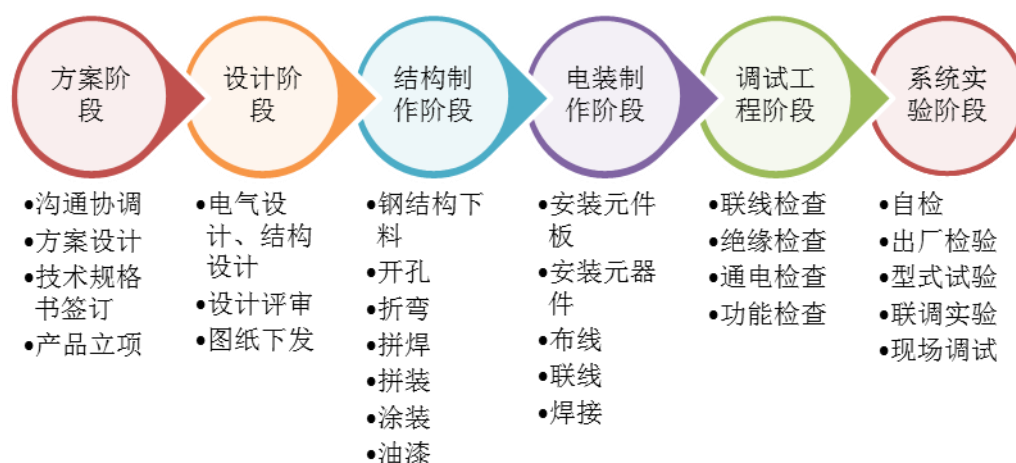 方案阶
段
设计阶
段
结构制
作阶段
电装制
作阶段
调试工
程阶段
系统实
验阶段
•沟通协调
•方案设计
•技术规格
书签订
•产品立项
•电气设
计、结构
设计
•设计评审
•图纸下发
•钢结构下
料
•开孔
•折弯
•拼焊
•拼装
•涂装
•油漆
•安装元件
板
•安装元器
件
•布线
•联线
•焊接
•联线检查
•绝缘检查
•通电检查
•功能检查
•自检
•出厂检验
•型式试验
•联调实验
•现场调试